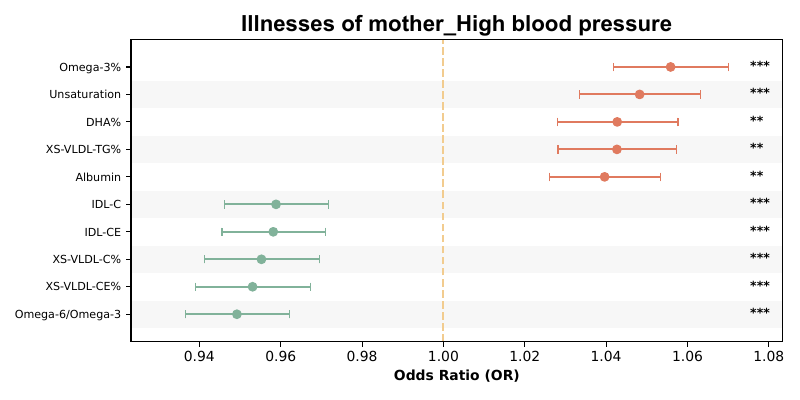 Illnesses of mother_High blood pressure
Omega-3% ***
Unsaturation ***
DHA% **
XS-VLDL-TG% **
Albumin **
IDL-C ***
IDL-CE ***
XS-VLDL-C% ***
XS-VLDL-CE% ***
Omega-6/Omega-3 ***
0.94 0.96 0.98 1.00 1.02 1.04 1.06 1.08
Odds Ratio (OR)